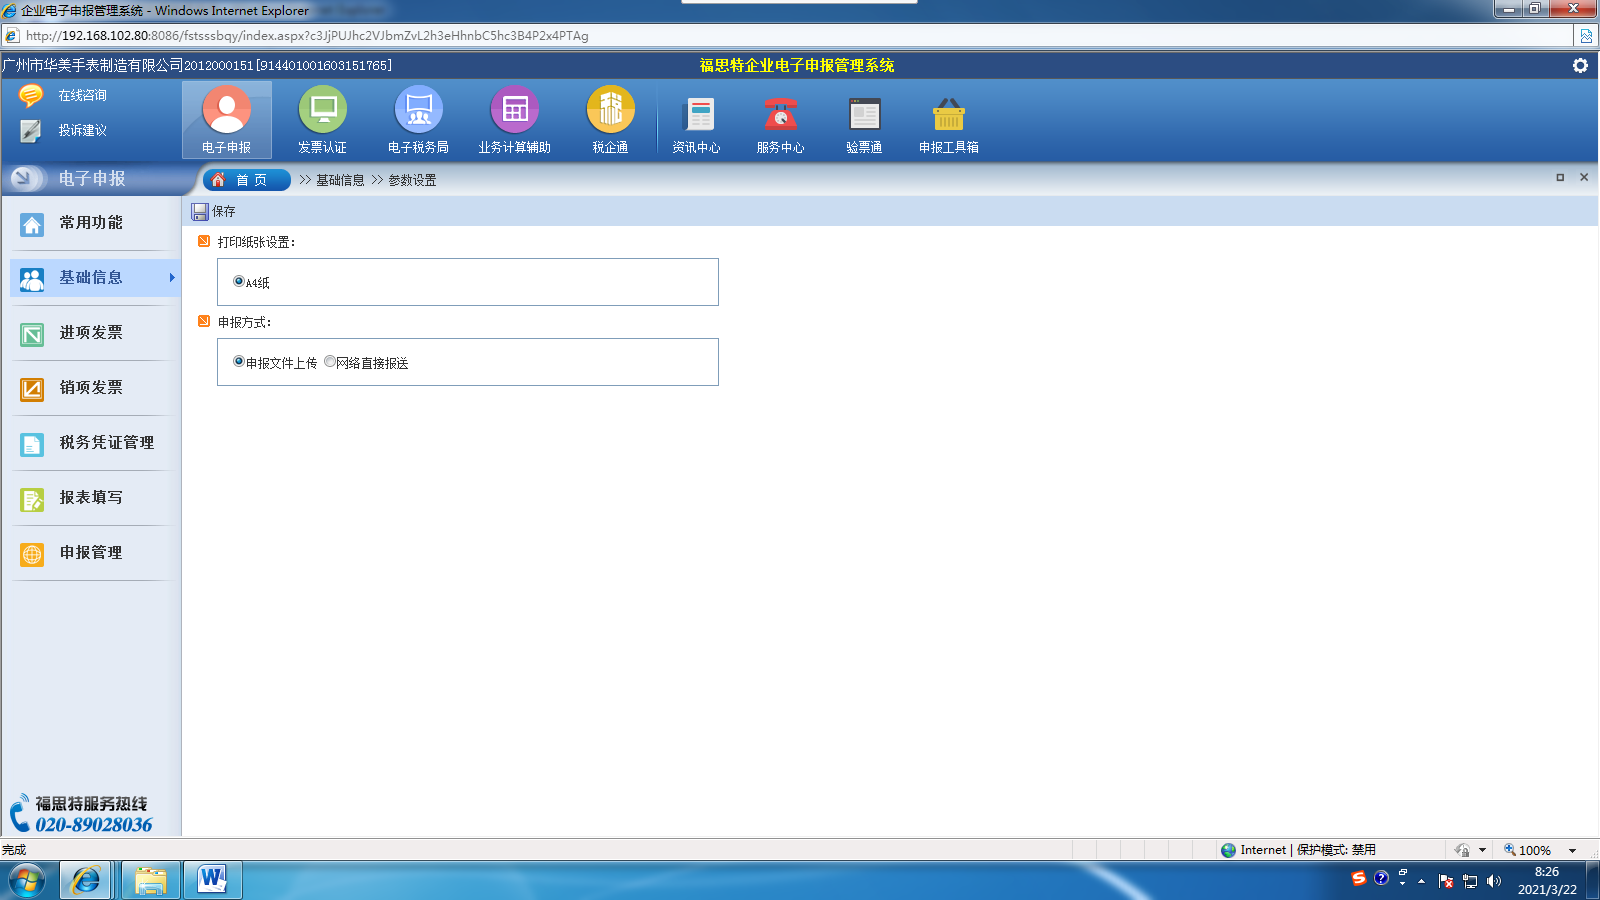 企业电子申报管理系统 - Windows Internet Explorer
http://192.168.102.80:8086/fstsssbqy/index.aspx?c3JjPUJhc2VJbmZvL2h3eHhnbC5hc3B4P2x4PTAg
广州市华美手表制造有限公司2012000151[914401001603151765]
福思特企业电子申报管理系统
在线咨询
投诉建议
电子申报
发票认证
电子税务局
业务计算辅助
税企通
资讯中心
服务中心
验票通
申报工具箱
电子申报
首 页 >> 基础信息 >> 参数设置
常用功能
基础信息
进项发票
销项发票
税务凭证管理
报表填写
申报管理
保存
打印纸张设置:
A4纸
申报方式:
申报文件上传 网络直接报送
福思特服务热线
020-89028036
完成
Internet | 保护模式: 禁用
100%
8:26
2021/3/22